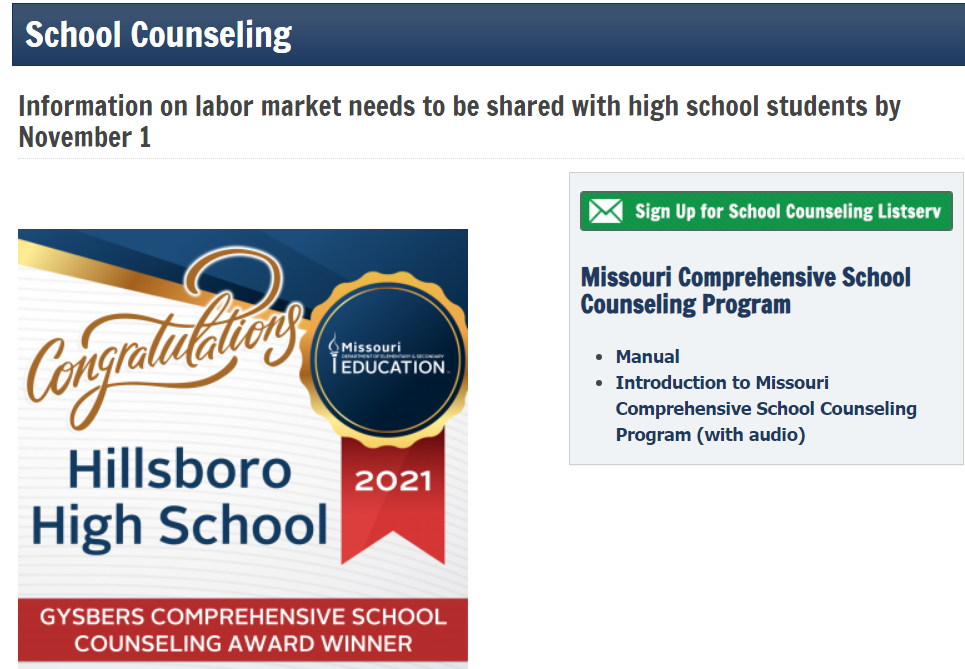 School Counseling
Information on labor market needs to be shared with high school students by
November 1
Congratulations
Missouri
DEPARTMENT OF ELEMENTARY & SECONDARY
EDUCATION
2021
Hillsboro
High School
GYSBERS COMPREHENSIVE SCHOOL
COUNSELING AWARD WINNER
Sign Up for School Counseling Listserv
Missouri Comprehensive School
Counseling Program
Manual
Introduction to Missouri
Comprehensive School Counseling
Program (with audio)